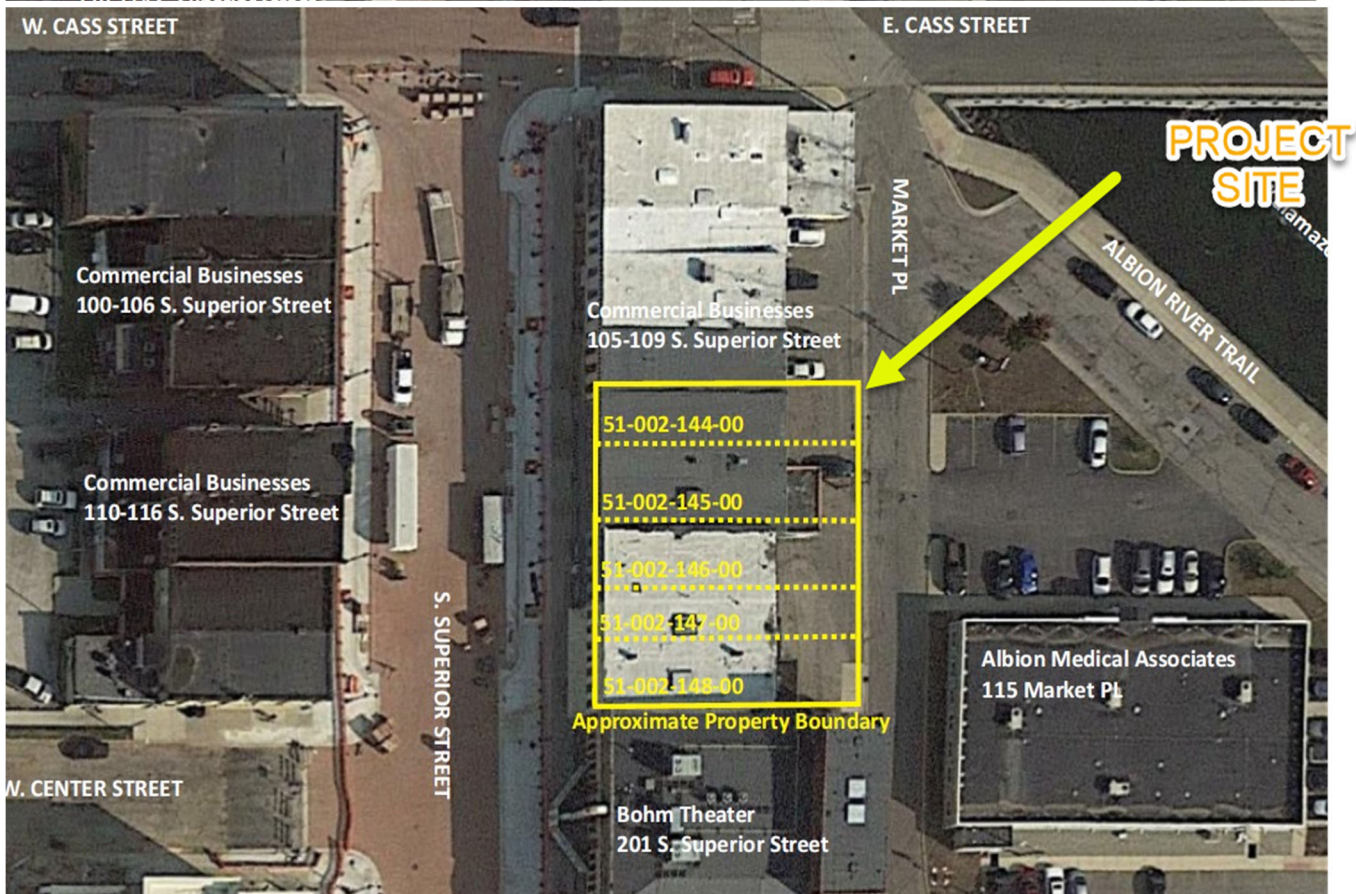 W. CASS STREET
E. CASS STREET
PROJECT
SITE
MARKET PL
ALBION RIVER TRAIL
Commercial Businesses
100-106 S. Superior Street
Commercial Businesses
105-109 S. Superior Street
51-002-144-00
Commercial Businesses
110-116 S. Superior Street
51-002-145-00
51-002-146-00
S. SUPERIOR STREET
51-002-147-00
51-002-148-00
Albion Medical Associates
115 Market PL
Approximate Property Boundary
W. CENTER STREET
Bohm Theater
201 S. Superior Street